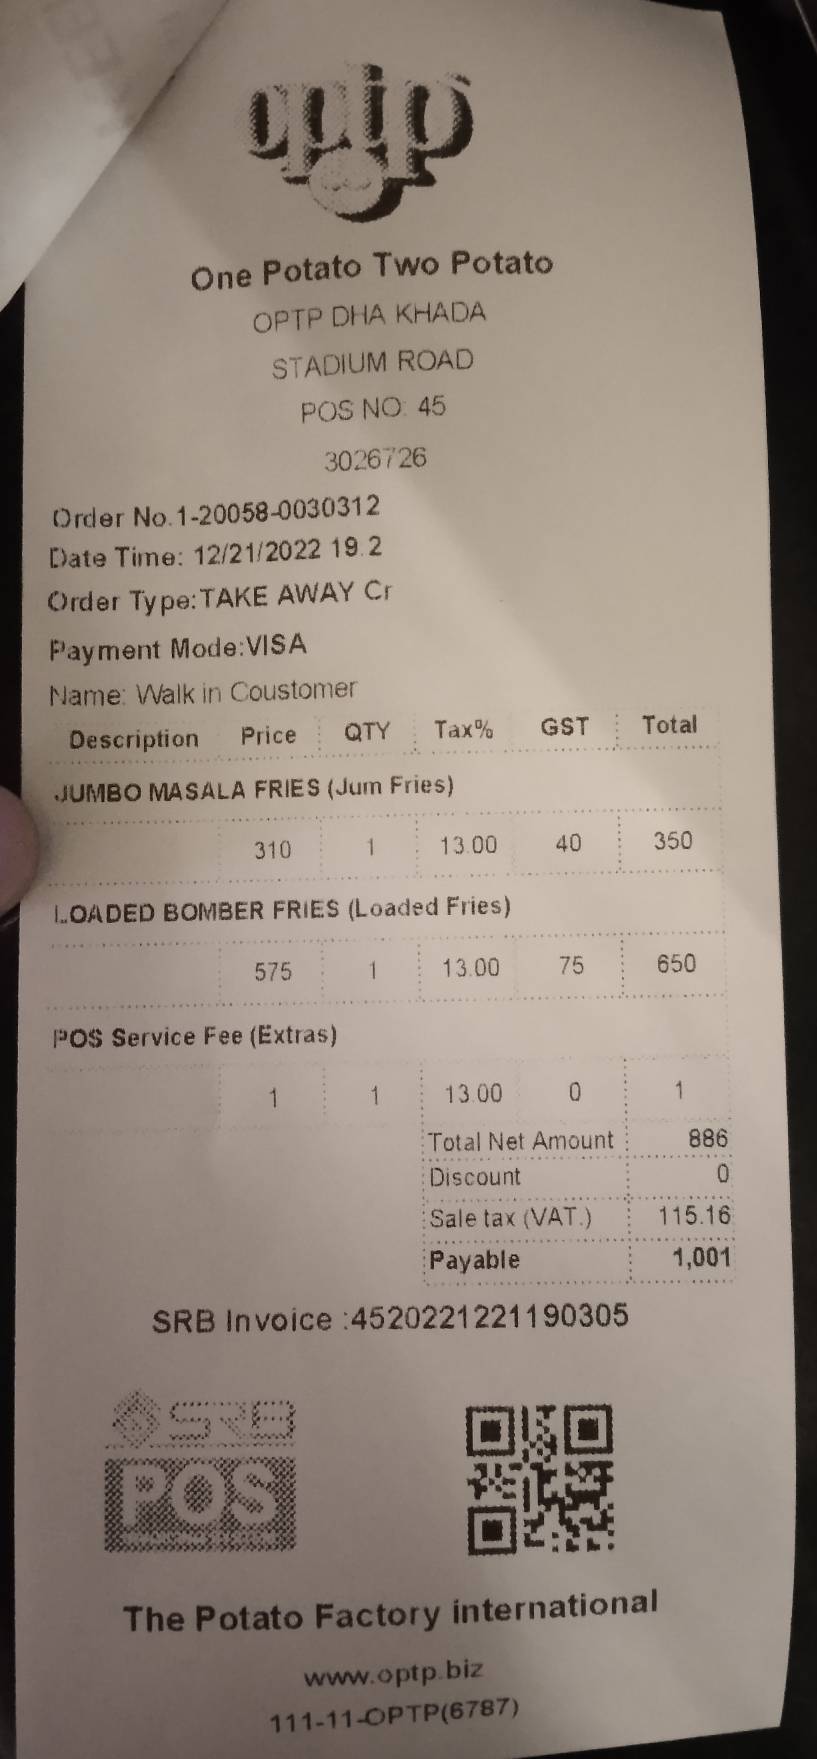 optp
One Potato Two Potato
OPTP DHA KHADA
STADIUM ROAD
POS NO: 45
3026726
Order No.1-20058-0030312
Date Time: 12/21/2022 19.2
Order Type:TAKE AWAY Cr
Payment Mode:VISA
Name: Walk in Coustomer
Description Price QTY Tax% GST Total
JUMBO MASALA FRIES (Jum Fries)
310 1 13.00 40 350
LOADED BOMBER FRIES (Loaded Fries)
575 1 13.00 75 650
POS Service Fee (Extras)
1 1 13.00 0 1
Total Net Amount 886
Discount 0
Sale tax (VAT.) 115.16
Payable 1,001
SRB Invoice :4520221221190305
SRB
POS
The Potato Factory international
www.optp.biz
111-11-OPTP(6787)